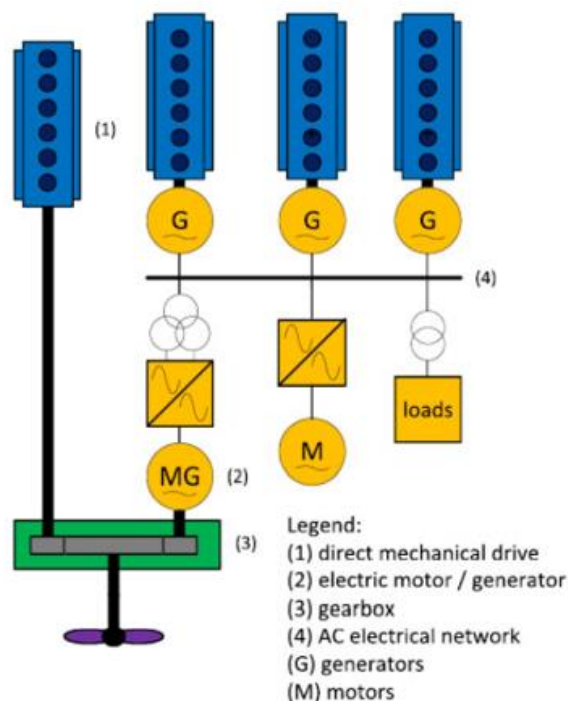 (1)
G
G
G
(4)
loads
MG
(2)
M
(3)
Legend:
(1) direct mechanical drive
(2) electric motor / generator
(3) gearbox
(4) AC electrical network
(G) generators
(M) motors